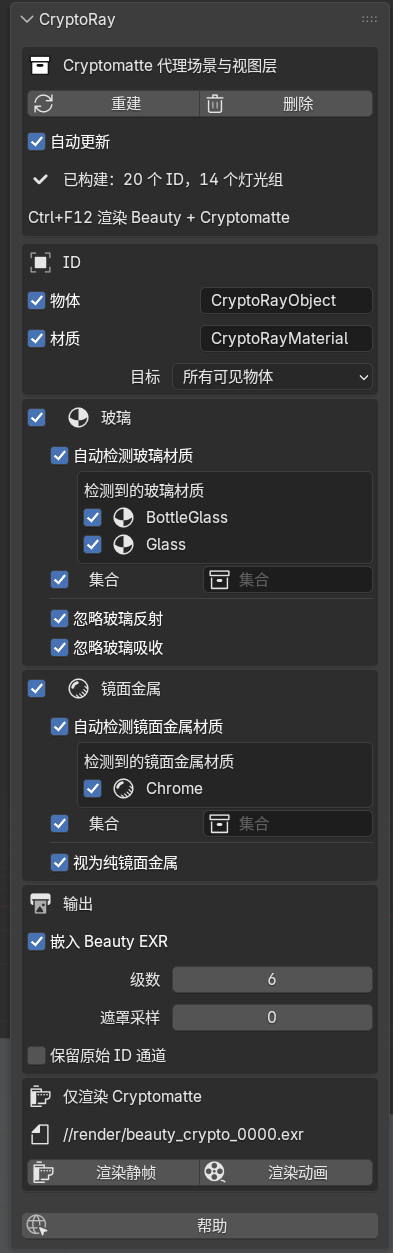 CryptoRay
Cryptomatte 代理场景与视图层
重建 删除
自动更新
已构建：20 个 ID，14 个灯光组
Ctrl+F12 渲染 Beauty + Cryptomatte
ID
物体 CryptoRayObject
材质 CryptoRayMaterial
目标 所有可见物体
玻璃
自动检测玻璃材质
检测到的玻璃材质
BottleGlass
Glass
集合 集合
忽略玻璃反射
忽略玻璃吸收
镜面金属
自动检测镜面金属材质
检测到的镜面金属材质
Chrome
集合 集合
视为纯镜面金属
输出
嵌入 Beauty EXR
级数 6
遮罩采样 0
保留原始 ID 通道
仅渲染 Cryptomatte
//render/beauty_crypto_0000.exr
渲染静帧 渲染动画
帮助